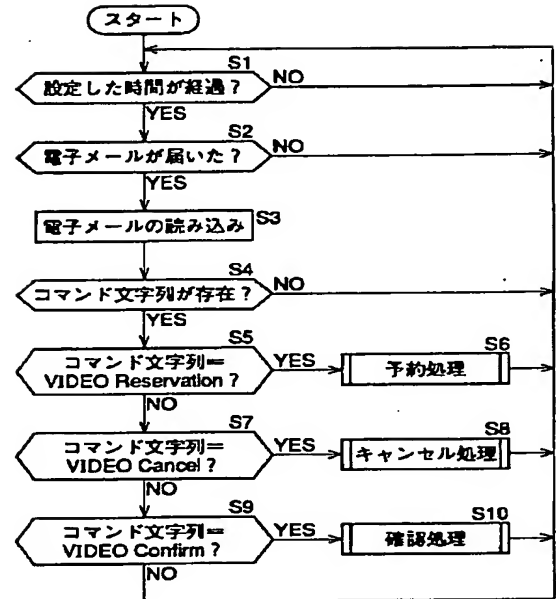 スタート
S1
設定した時間が経過?
NO
YES
S2
電子メールが届いた?
NO
YES
電子メールの読み込み
S3
S4
コマンド文字列が存在?
NO
YES
S5
コマンド文字列=
VIDEO Reservation?
YES
S6
予約処理
NO
S7
コマンド文字列=
VIDEO Cancel?
YES
S8
キャンセル処理
NO
S9
コマンド文字列=
VIDEO Confirm?
YES
S10
確認処理
NO